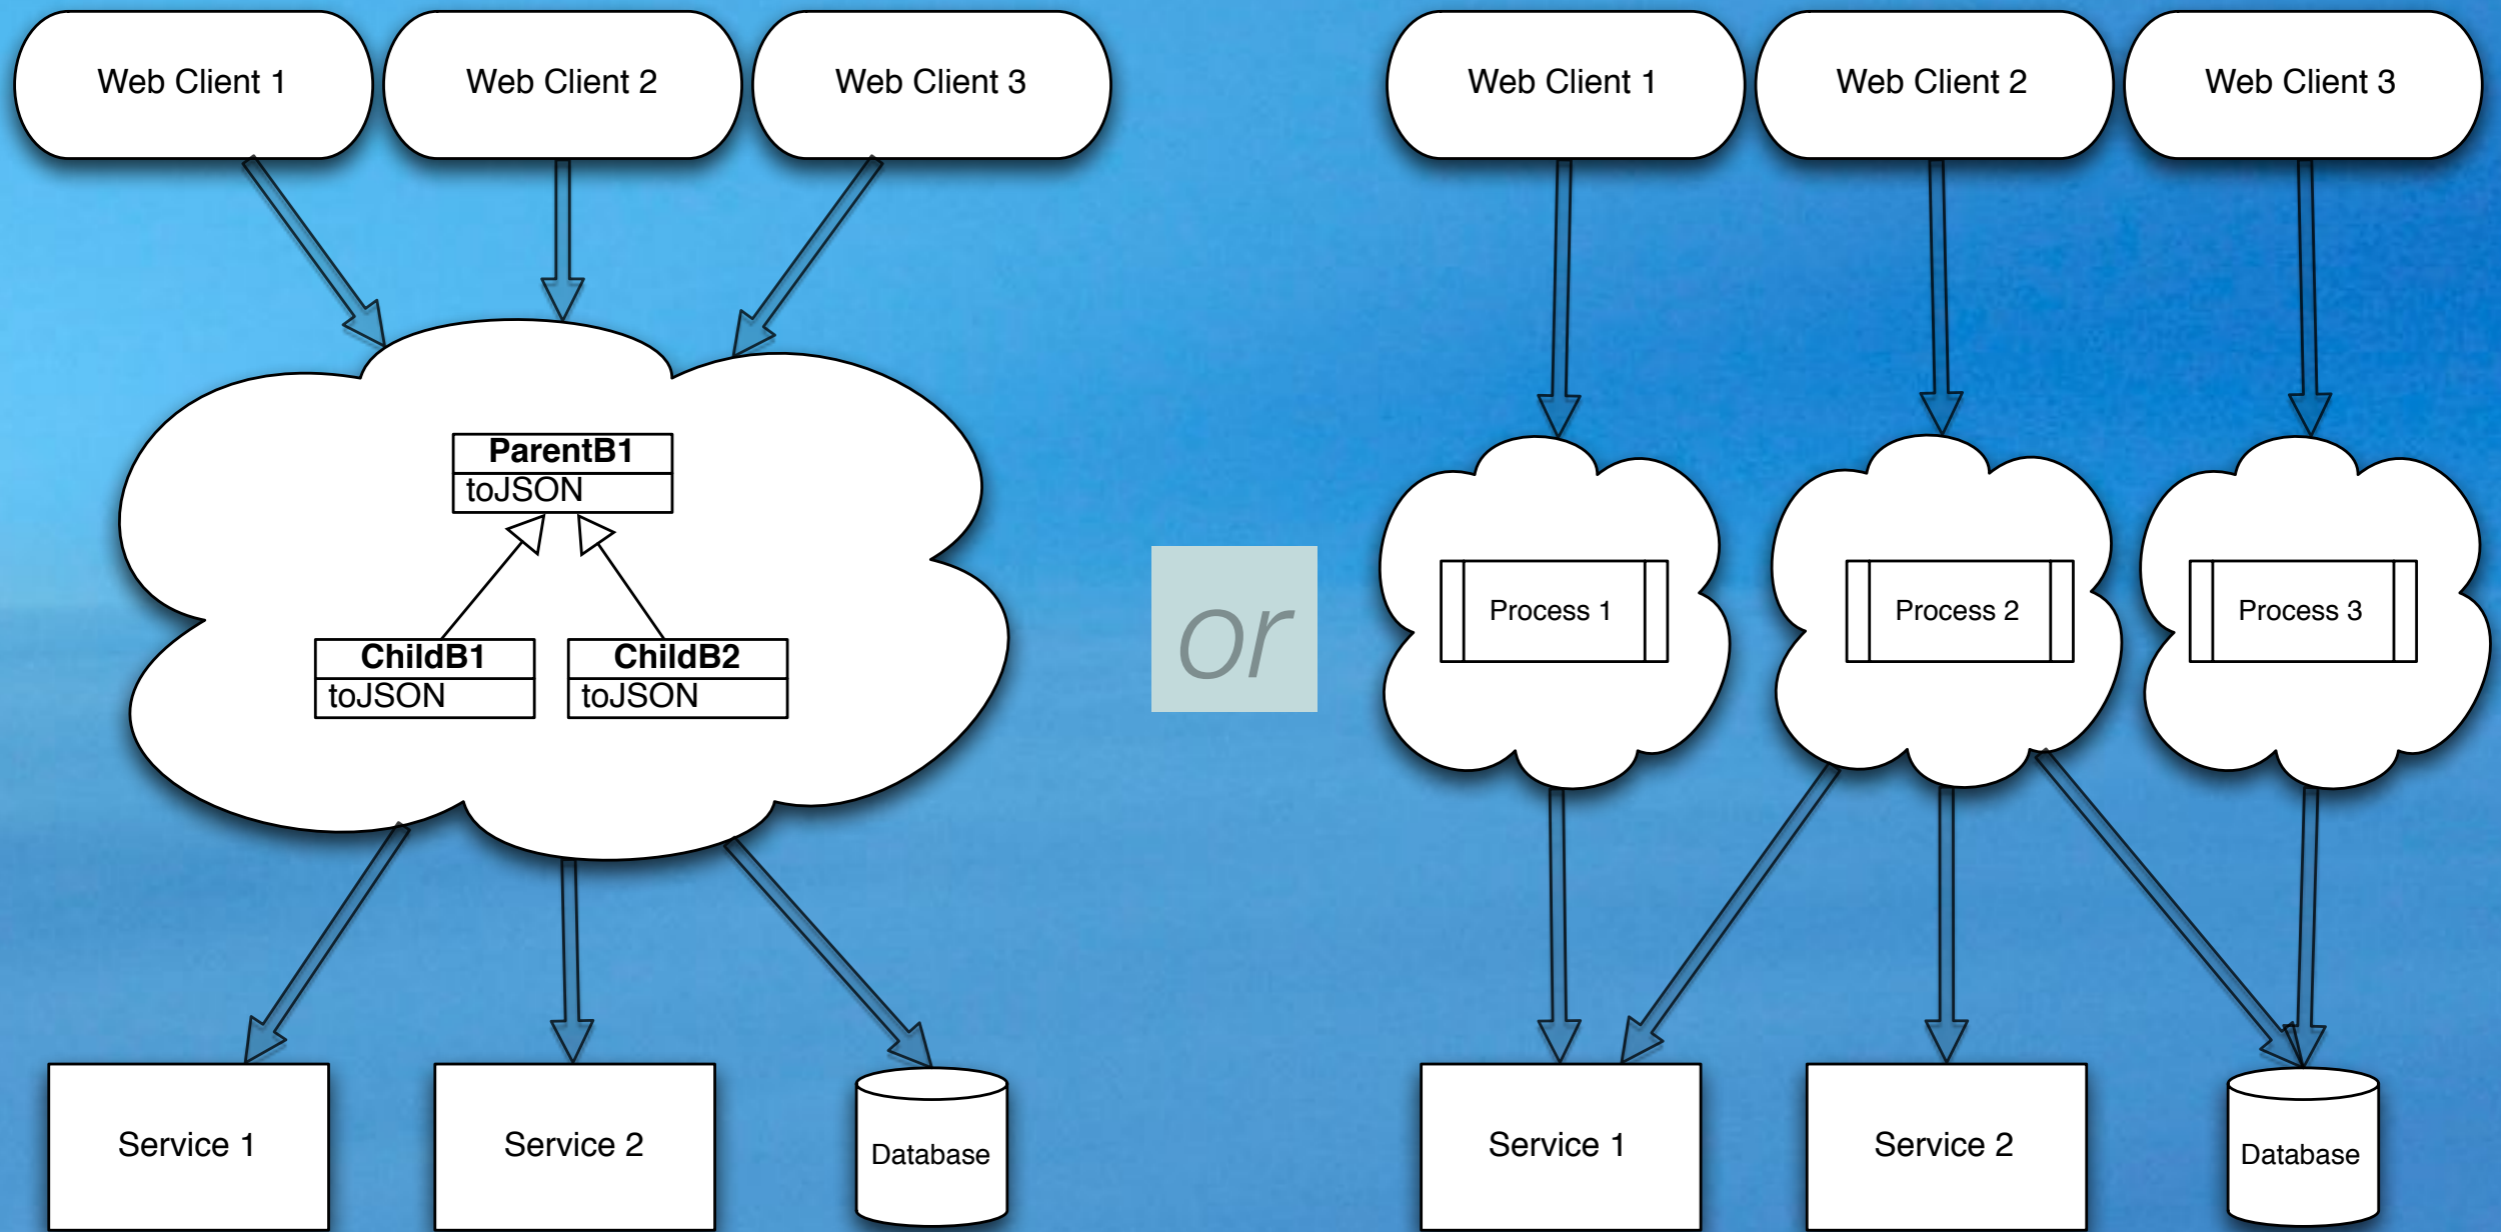 Web Client 1
Web Client 2
Web Client 3
ParentB1
toJSON
ChildB1
toJSON
ChildB2
toJSON
Service 1
Service 2
Database
or
Web Client 1
Web Client 2
Web Client 3
Process 1
Process 2
Process 3
Service 1
Service 2
Database